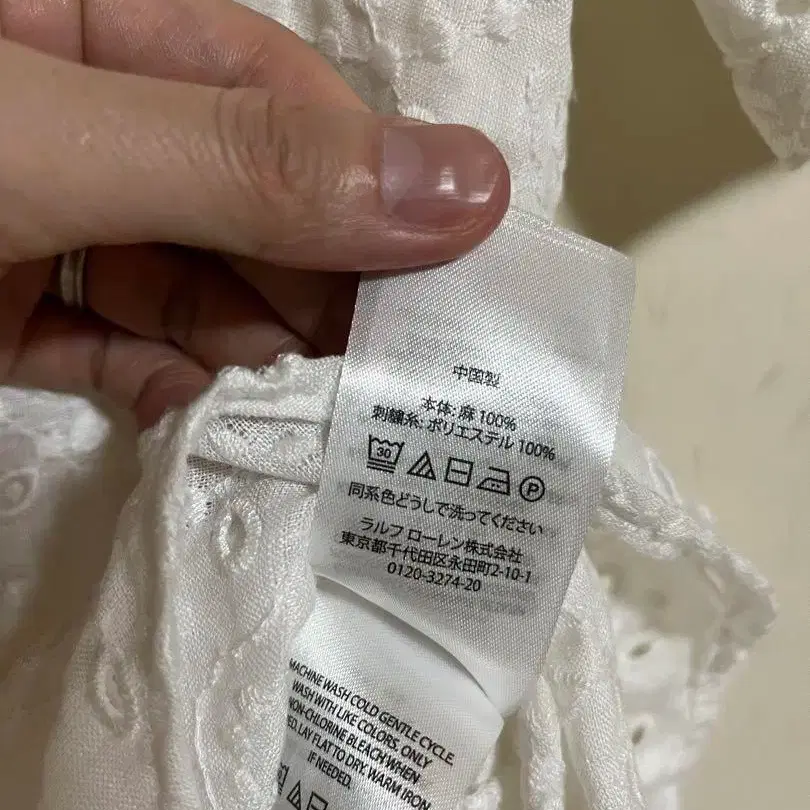 中国製
本体: 麻 100%
刺繍糸: ポリエステル 100%
30
P
同系色どうしで洗ってください
ラルフ ローレン株式会社
東京都千代田区永田町2-10-1
0120-3274-20
MACHINE WASH COLD GENTLE CYCLE.
WASH WITH LIKE COLORS. ONLY
NON-CHLORINE BLEACH WHEN
LAY FLAT TO DRY. WARM IRON
IF NEEDED.